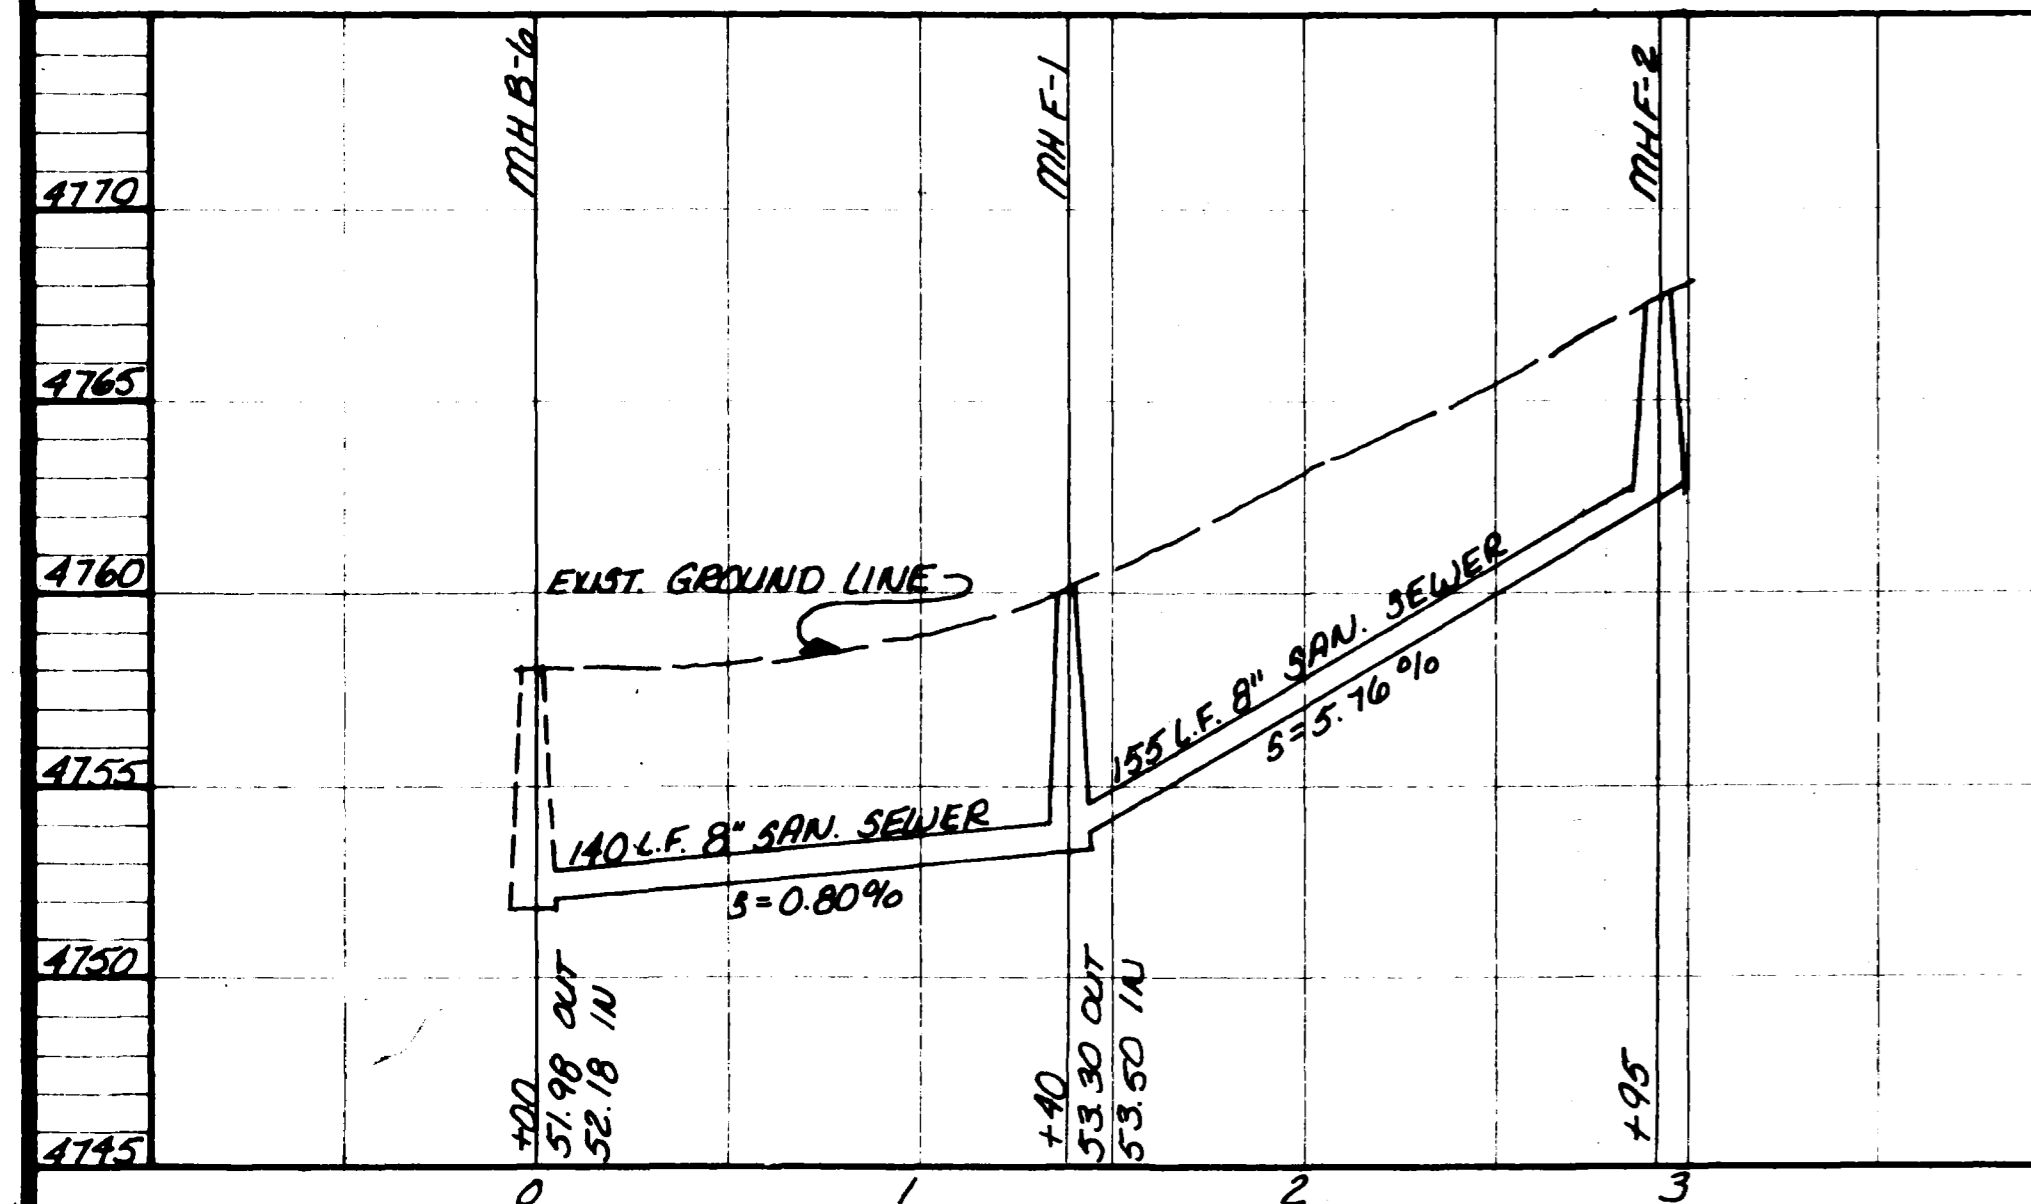 MH B-6
MH F-1
MH F-2
4770
4765
4760
4755
4750
4745
EXIST. GROUND LINE
140 L.F. 8" SAN. SEWER
S=0.80%
155 L.F. 8" SAN. SEWER
S=5.76%
+00
51.98 OUT
52.18 IN
+40
53.30 OUT
53.50 IN
+95
0
1
2
3